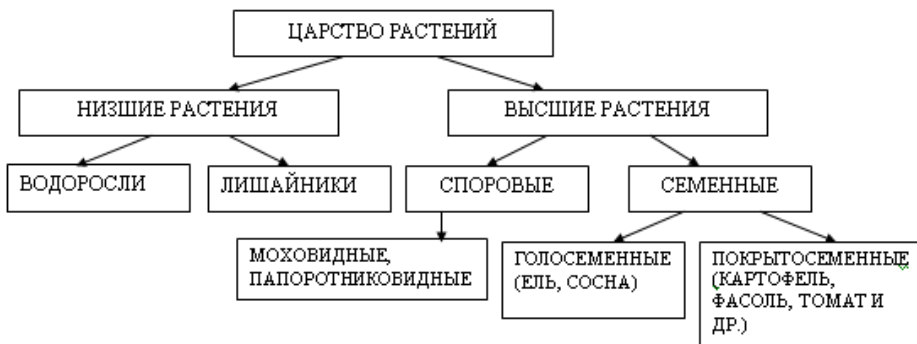 ЦАРСТВО РАСТЕНИЙ
НИЗШИЕ РАСТЕНИЯ
ВЫСШИЕ РАСТЕНИЯ
ВОДОРОСЛИ
ЛИШАЙНИКИ
СПОРОВЫЕ
СЕМЕННЫЕ
МОХОВИДНЫЕ,
ПАПОРОТНИКОВИДНЫЕ
ГОЛОСЕМЕННЫЕ
(ЕЛЬ, СОСНА)
ПОКРЫТОСЕМЕННЫЕ
(КАРТОФЕЛЬ,
ФАСОЛЬ, ТОМАТ И
ДР.)